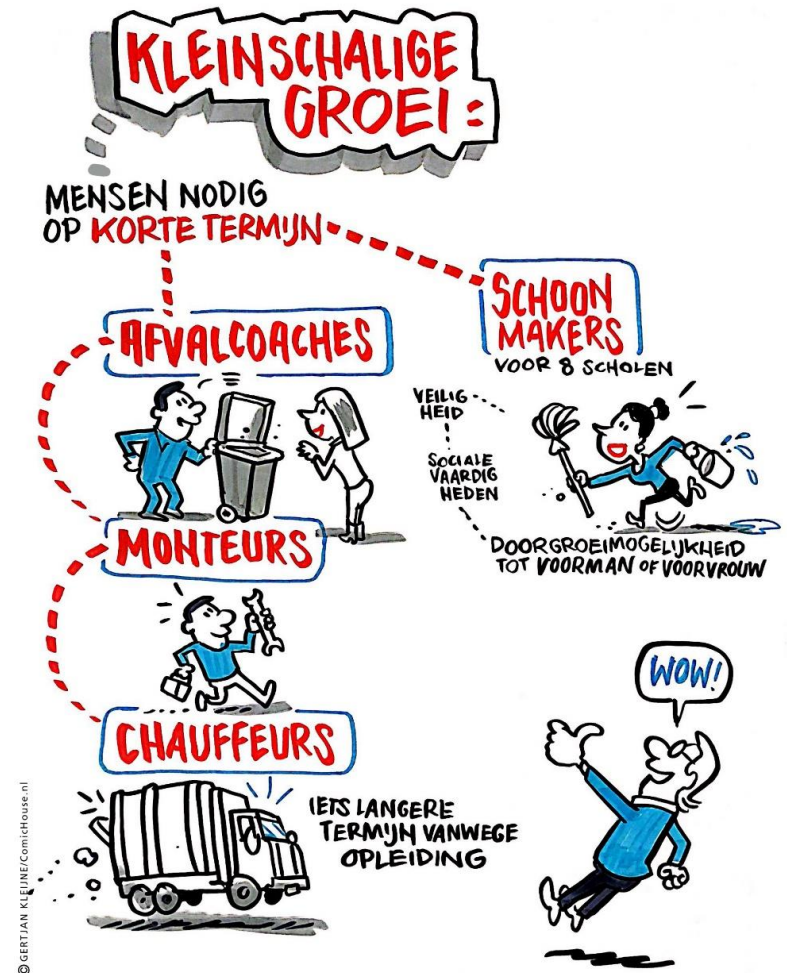 KLEINSCHALIGE
GROEI:
MENSEN NODIG
OP KORTE TERMIJN
AFVALCOACHES
SCHOON
MAKERS
VOOR 8 SCHOLEN
VEILIG
HEID
SOCIALE
VAARDIG
HEDEN
DOORGROEIMOGELIJKHEID
TOT VOORMAN OF VOORVROUW
MONTEURS
CHAUFFEURS
IETS LANGERE
TERMIJN VANWEGE
OPLEIDING
WOW!
© GERTJAN KLEIJNE/ComicHouse.nl